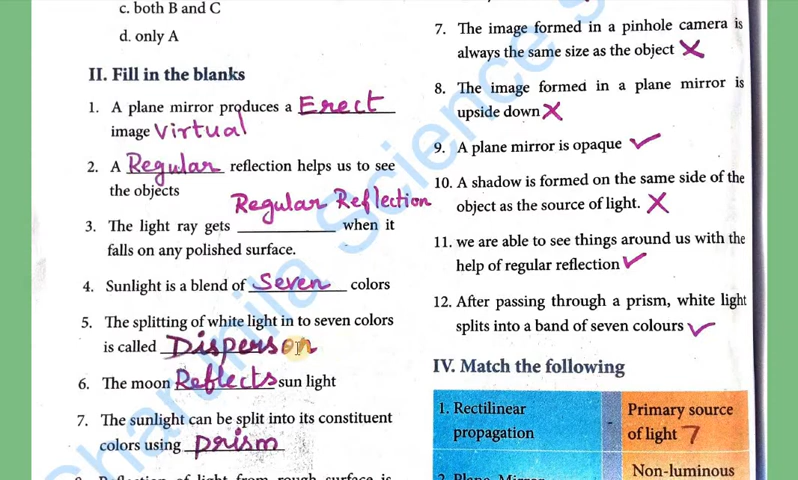 c. both B and C
d. only A
II. Fill in the blanks
1. A plane mirror produces a Erect
image Virtual
2. A Regular reflection helps us to see
the objects
Regular Reflection
3. The light ray gets __________ when it
falls on any polished surface.
4. Sunlight is a blend of Seven colors
5. The splitting of white light in to seven colors
is called Disperson
6. The moon Reflects sun light
7. The sunlight can be split into its constituent
colors using prism
7. The image formed in a pinhole camera is
always the same size as the object X
8. The image formed in a plane mirror is
upside down X
9. A plane mirror is opaque ✓
10. A shadow is formed on the same side of the
object as the source of light. X
11. we are able to see things around us with the
help of regular reflection ✓
12. After passing through a prism, white light
splits into a band of seven colours ✓
IV. Match the following
1. Rectilinear
propagation
-
Primary source
of light 7
2. Plane Mirror
Non-luminous